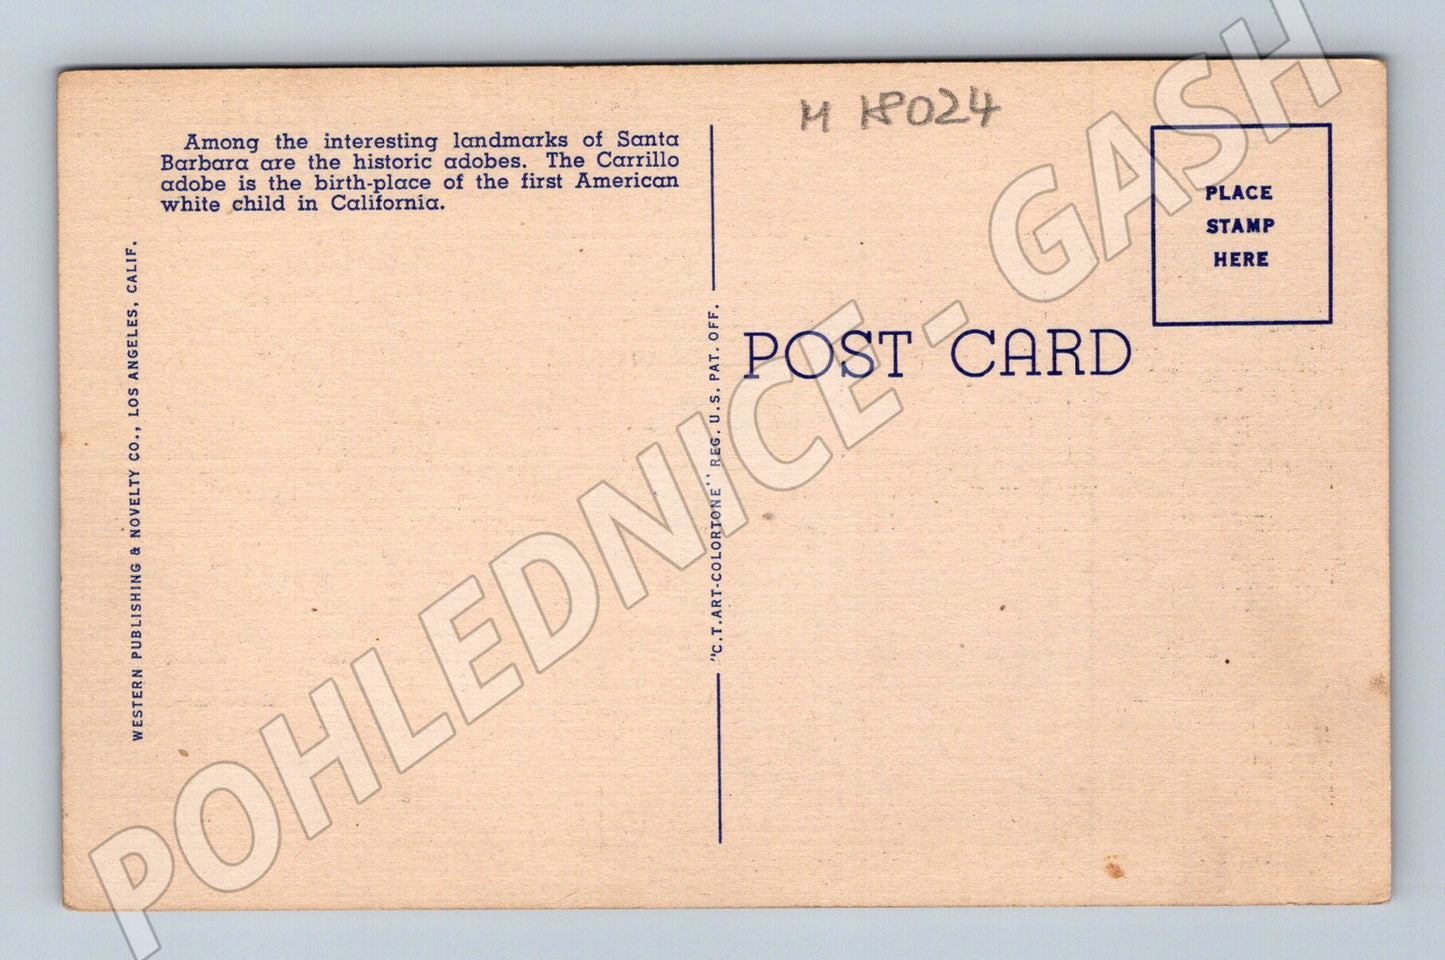 M 18024
Among the interesting landmarks of Santa
Barbara are the historic adobes. The Carrillo
adobe is the birth-place of the first American
white child in California.
WESTERN PUBLISHING & NOVELTY CO., LOS ANGELES, CALIF.
"C.T.ART-COLORTONE" REG. U.S. PAT. OFF.
POST CARD
PLACE
STAMP
HERE
POHLEDNICE - GASH